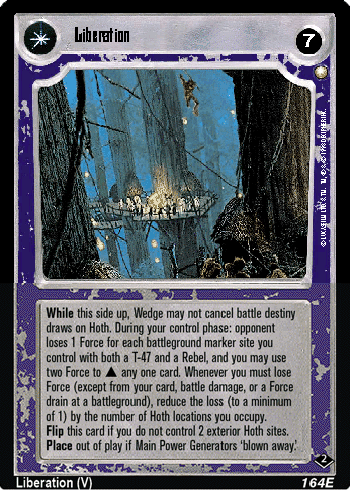 Liberation
7
While this side up, Wedge may not cancel battle destiny
draws on Hoth. During your control phase: opponent
loses 1 Force for each battleground marker site you
control with both a T-47 and a Rebel, and you may use
two Force to ▲ any one card. Whenever you must lose
Force (except from your card, battle damage, or a Force
drain at a battleground), reduce the loss (to a minimum
of 1) by the number of Hoth locations you occupy.
Flip this card if you do not control 2 exterior Hoth sites.
Place out of play if Main Power Generators ‘blown away.’
2
Liberation (V)
164E